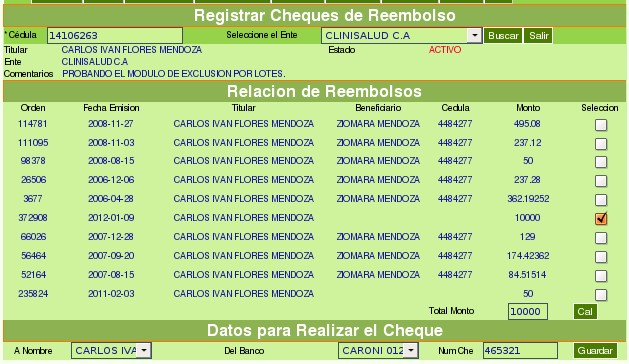 Registrar Cheques de Reembolso
*Cédula 14106263 Seleccione el Ente CLINISALUD C.A Buscar Salir
Titular CARLOS IVAN FLORES MENDOZA Estado ACTIVO
Ente CLINISALUD C.A
Comentarios PROBANDO EL MODULO DE EXCLUSION POR LOTES.
Relacion de Reembolsos
Orden Fecha Emision Titular Beneficiario Cedula Monto Seleccion
114781 2008-11-27 CARLOS IVAN FLORES MENDOZA ZIOMARA MENDOZA 4484277 495.08
111095 2008-11-03 CARLOS IVAN FLORES MENDOZA ZIOMARA MENDOZA 4484277 237.12
98378 2008-08-15 CARLOS IVAN FLORES MENDOZA ZIOMARA MENDOZA 4484277 50
26506 2006-12-06 CARLOS IVAN FLORES MENDOZA ZIOMARA MENDOZA 4484277 237.28
3677 2006-04-28 CARLOS IVAN FLORES MENDOZA ZIOMARA MENDOZA 4484277 362.19252
372908 2012-01-09 CARLOS IVAN FLORES MENDOZA 10000
66026 2007-12-28 CARLOS IVAN FLORES MENDOZA ZIOMARA MENDOZA 4484277 129
56464 2007-09-20 CARLOS IVAN FLORES MENDOZA ZIOMARA MENDOZA 4484277 174.42362
52164 2007-08-15 CARLOS IVAN FLORES MENDOZA ZIOMARA MENDOZA 4484277 84.51514
235824 2011-02-03 CARLOS IVAN FLORES MENDOZA 50
Total Monto 10000 Cal
Datos para Realizar el Cheque
A Nombre CARLOS IVA Del Banco CARONI 012 Num Che 465321 Guardar